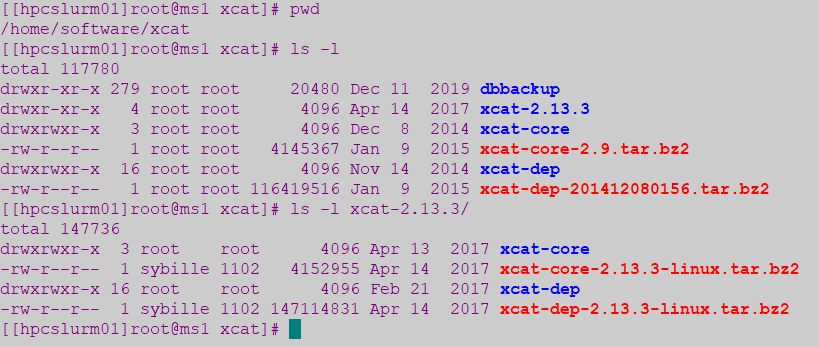 [[hpcslurm01]root@ms1 xcat]# pwd
/home/software/xcat
[[hpcslurm01]root@ms1 xcat]# ls -l
total 117780
drwxr-xr-x 279 root root     20480 Dec 11  2019 dbbackup
drwxr-xr-x   4 root root      4096 Apr 14  2017 xcat-2.13.3
drwxrwxr-x   3 root root      4096 Dec  8  2014 xcat-core
-rw-r--r--   1 root root   4145367 Jan  9  2015 xcat-core-2.9.tar.bz2
drwxrwxr-x  16 root root      4096 Nov 14  2014 xcat-dep
-rw-r--r--   1 root root 116419516 Jan  9  2015 xcat-dep-201412080156.tar.bz2
[[hpcslurm01]root@ms1 xcat]# ls -l xcat-2.13.3/
total 147736
drwxrwxr-x  3 root    root      4096 Apr 13  2017 xcat-core
-rw-r--r--  1 sybille 1102   4152955 Apr 14  2017 xcat-core-2.13.3-linux.tar.bz2
drwxrwxr-x 16 root    root      4096 Feb 21  2017 xcat-dep
-rw-r--r--  1 sybille 1102 147114831 Apr 14  2017 xcat-dep-2.13.3-linux.tar.bz2
[[hpcslurm01]root@ms1 xcat]#